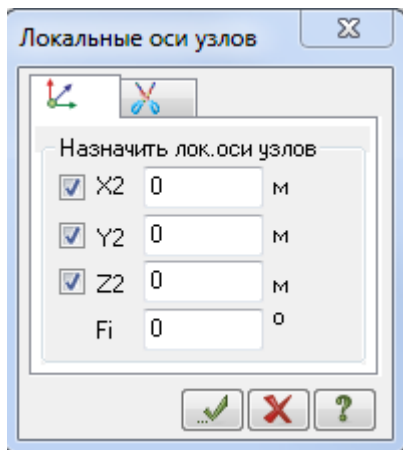 Локальные оси узлов
Назначить лок.оси узлов
X2 0 м
Y2 0 м
Z2 0 м
Fi 0 °